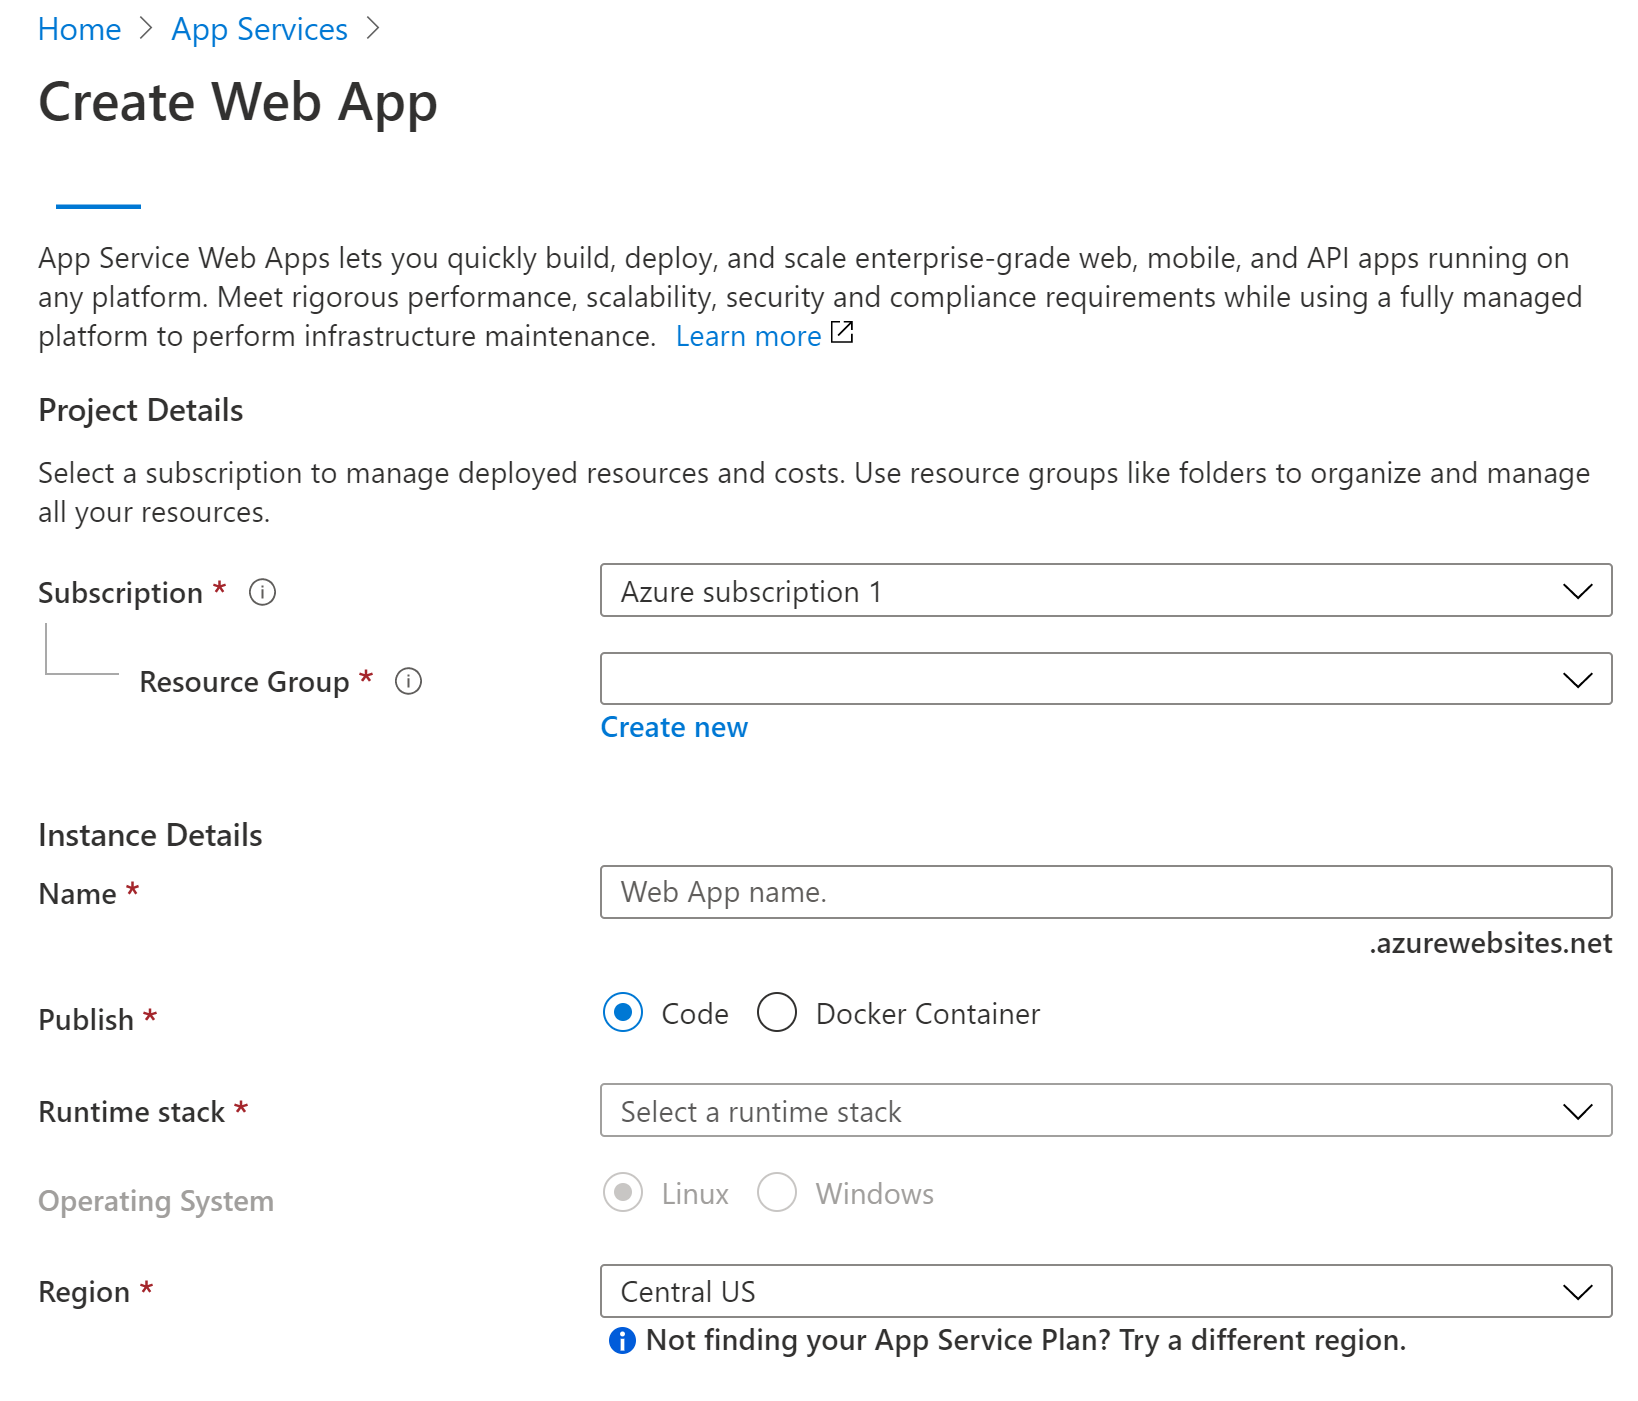 Home > App Services >
Create Web App
App Service Web Apps lets you quickly build, deploy, and scale enterprise-grade web, mobile, and API apps running on
any platform. Meet rigorous performance, scalability, security and compliance requirements while using a fully managed
platform to perform infrastructure maintenance. Learn more
Project Details
Select a subscription to manage deployed resources and costs. Use resource groups like folders to organize and manage
all your resources.
Subscription * Azure subscription 1
Resource Group *
Create new
Instance Details
Name * Web App name.
.azurewebsites.net
Publish * Code Docker Container
Runtime stack * Select a runtime stack
Operating System Linux Windows
Region * Central US
Not finding your App Service Plan? Try a different region.